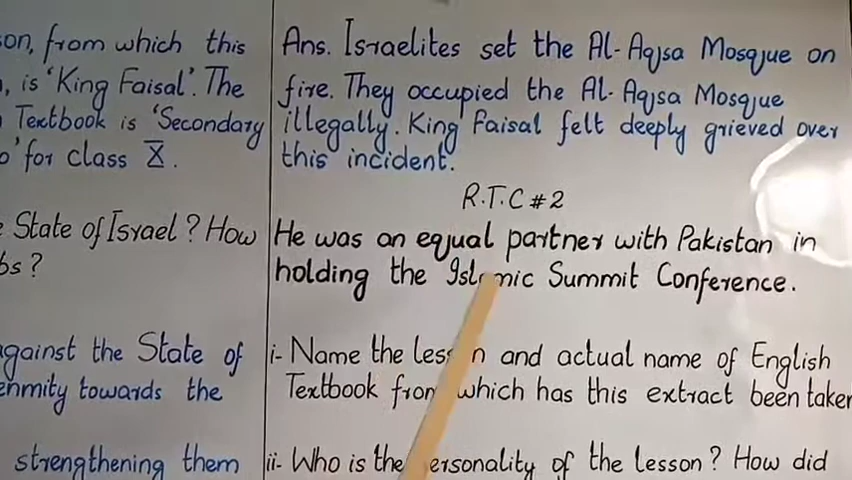 son, from which this
, is 'King Faisal'. The
Textbook is 'Secondary
o' for class X.
State of Israel ? How
bs ?
against the State of
enmity towards the
strengthening them
Ans. Israelites set the Al-Aqsa Mosque on
fire. They occupied the Al-Aqsa Mosque
illegally. King Faisal felt deeply grieved over
this incident.
R.T.C # 2
He was an equal partner with Pakistan in
holding the Islamic Summit Conference.
i- Name the lesson and actual name of English
Textbook from which has this extract been taken
ii- Who is the personality of the lesson ? How did